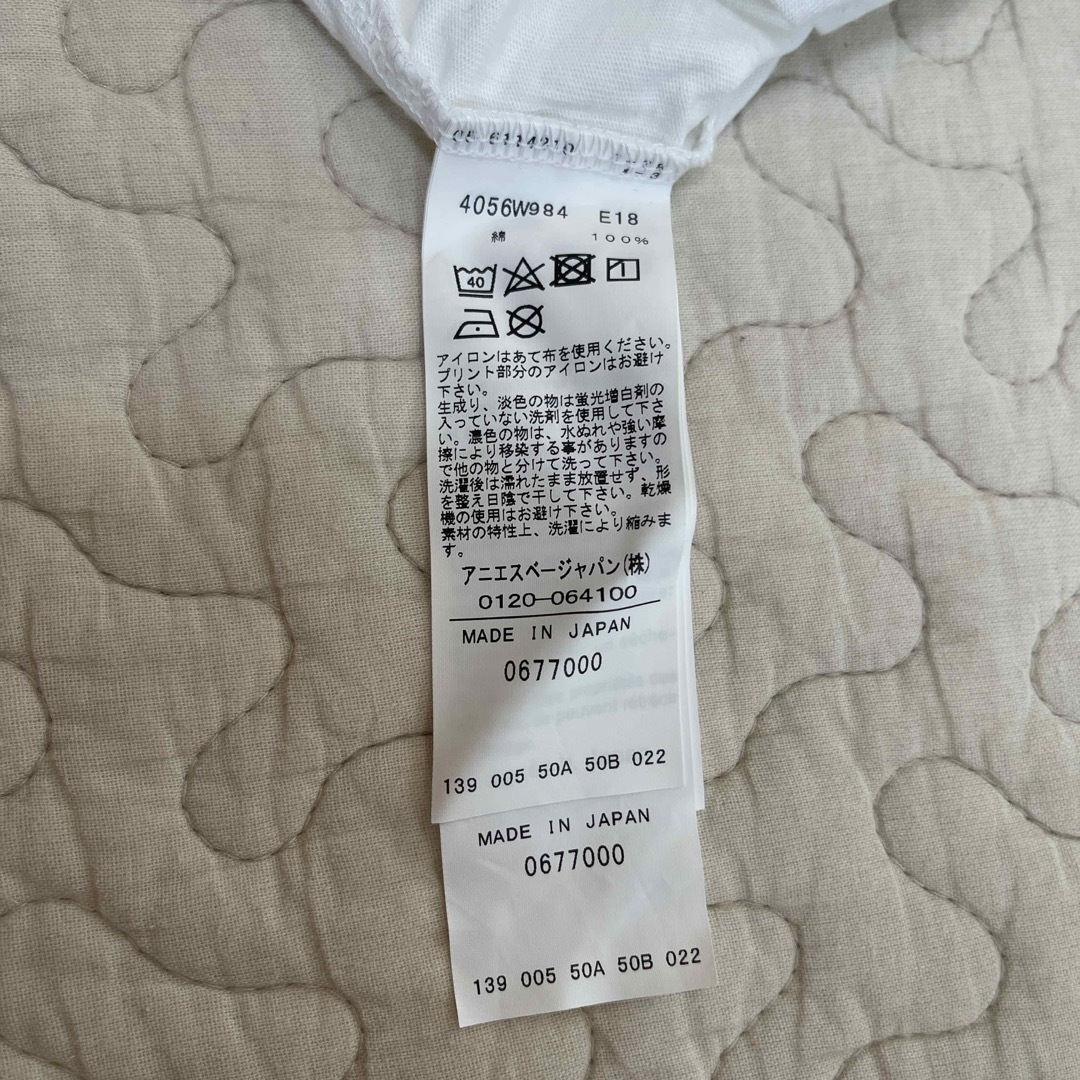 6114210
4056W984 E18
綿 100%
40
アイロンはあて布を使用ください。
プリント部分のアイロンはお避け
下さい。
生成り、淡色の物は蛍光増白剤の
入っていない洗剤を使用して下さ
い。濃色の物は、水ぬれや強い摩
擦により移染する事がありますの
で他の物と分けて洗って下さい。
洗濯後は濡れたまま放置せず、形
を整え日陰で干して下さい。乾燥
機の使用はお避け下さい。
素材の特性上、洗濯により縮みま
す。
アニエスベージャパン(株)
0120-064100
MADE IN JAPAN
0677000
139 005 50A 50B 022
MADE IN JAPAN
0677000
139 005 50A 50B 022